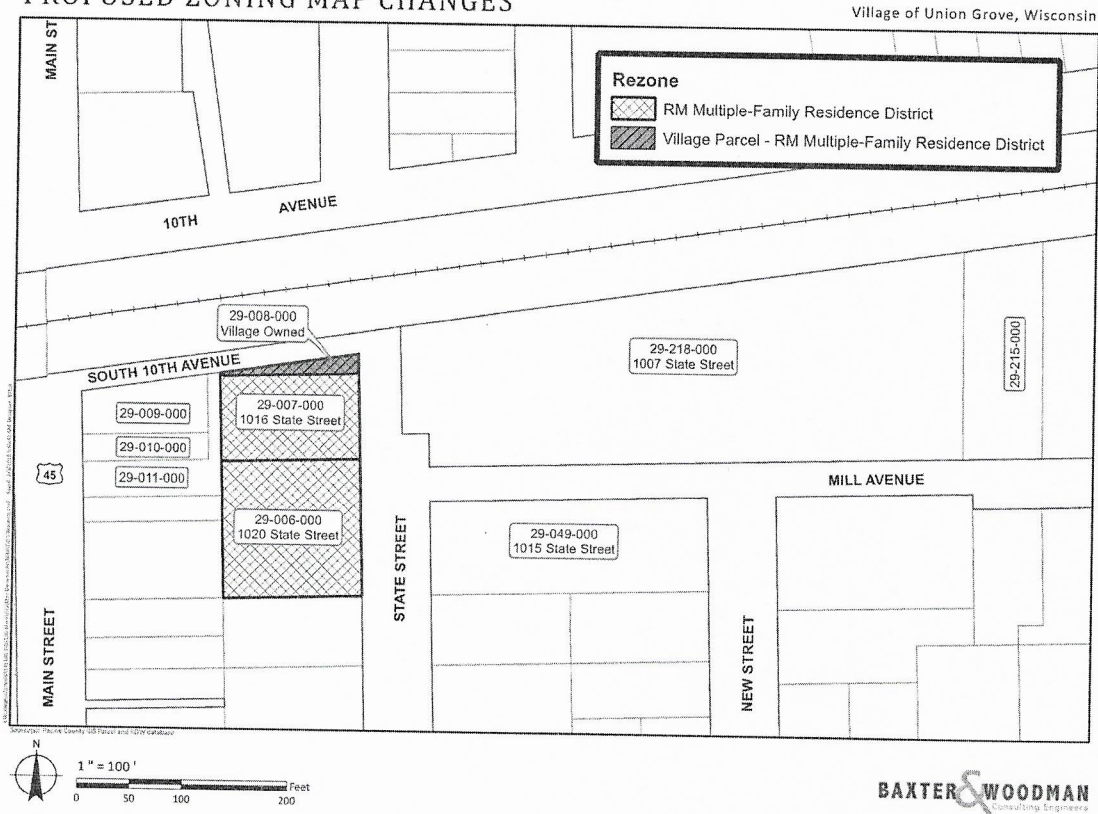 PROPOSED ZONING MAP CHANGES
Village of Union Grove, Wisconsin
MAIN ST
Rezone
RM Multiple-Family Residence District
Village Parcel - RM Multiple-Family Residence District
10TH AVENUE
29-008-000
Village Owned
SOUTH 10TH AVENUE
29-218-000
1007 State Street
29-215-000
29-009-000
29-007-000
1016 State Street
29-010-000
29-011-000
45
MILL AVENUE
29-006-000
1020 State Street
29-049-000
1015 State Street
STATE STREET
MAIN STREET
NEW STREET
N
1 " = 100 '
Feet
0 50 100 200
BAXTER & WOODMAN
Consulting Engineers